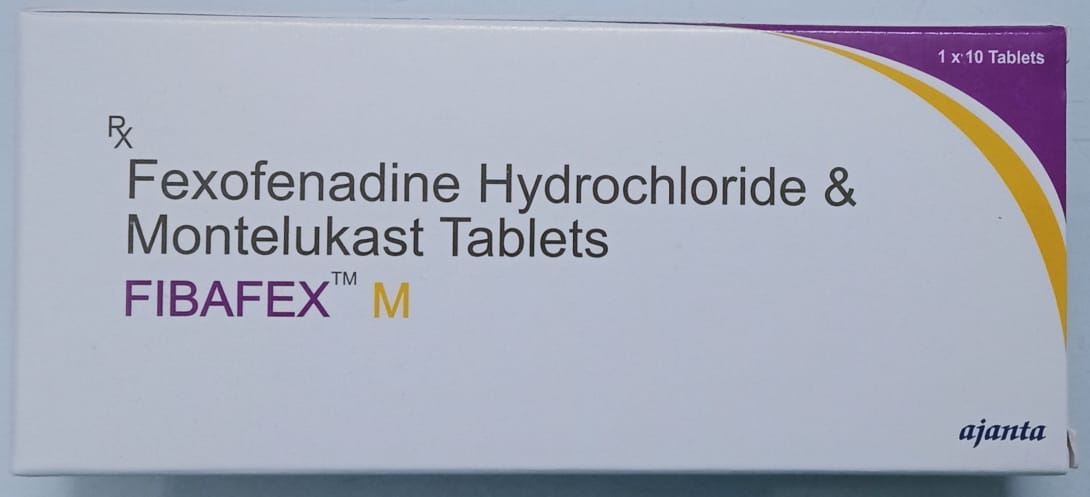 1 x 10 Tablets
Rx
Fexofenadine Hydrochloride &
Montelukast Tablets
FIBAFEX™ M
ajanta